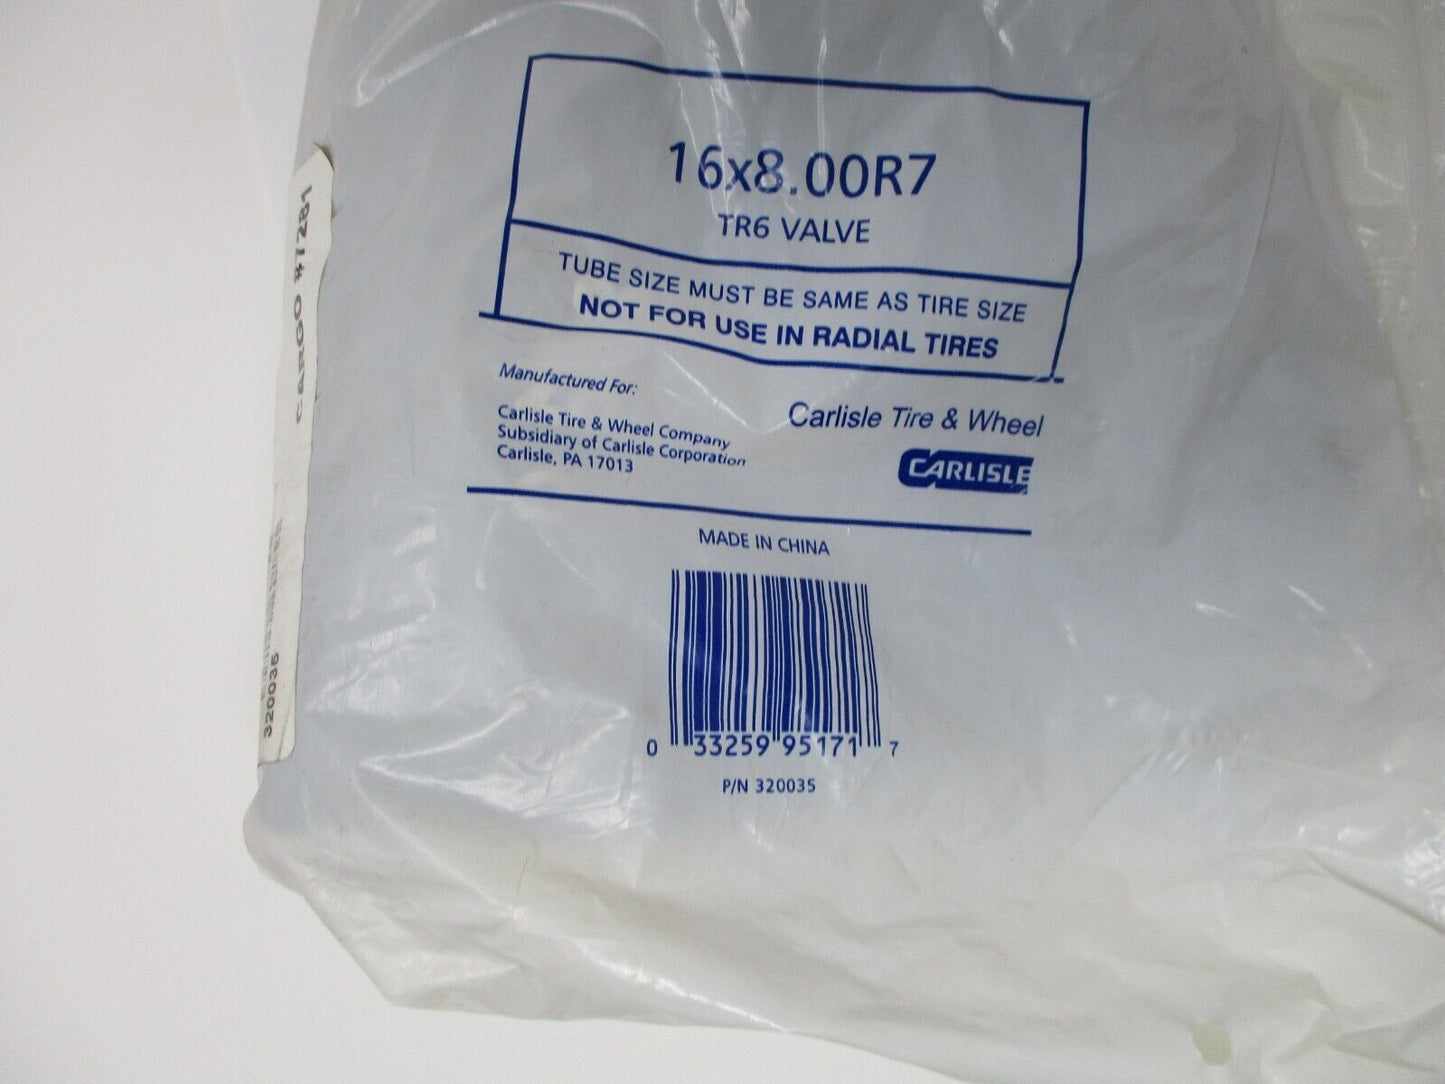 16x8.00R7
TR6 VALVE
TUBE SIZE MUST BE SAME AS TIRE SIZE
NOT FOR USE IN RADIAL TIRES
Manufactured For:
Carlisle Tire & Wheel Company
Subsidiary of Carlisle Corporation
Carlisle, PA 17013
Carlisle Tire & Wheel
CARLISLE
MADE IN CHINA
0 33259 95171 7
P/N 320035
CARGO #7281